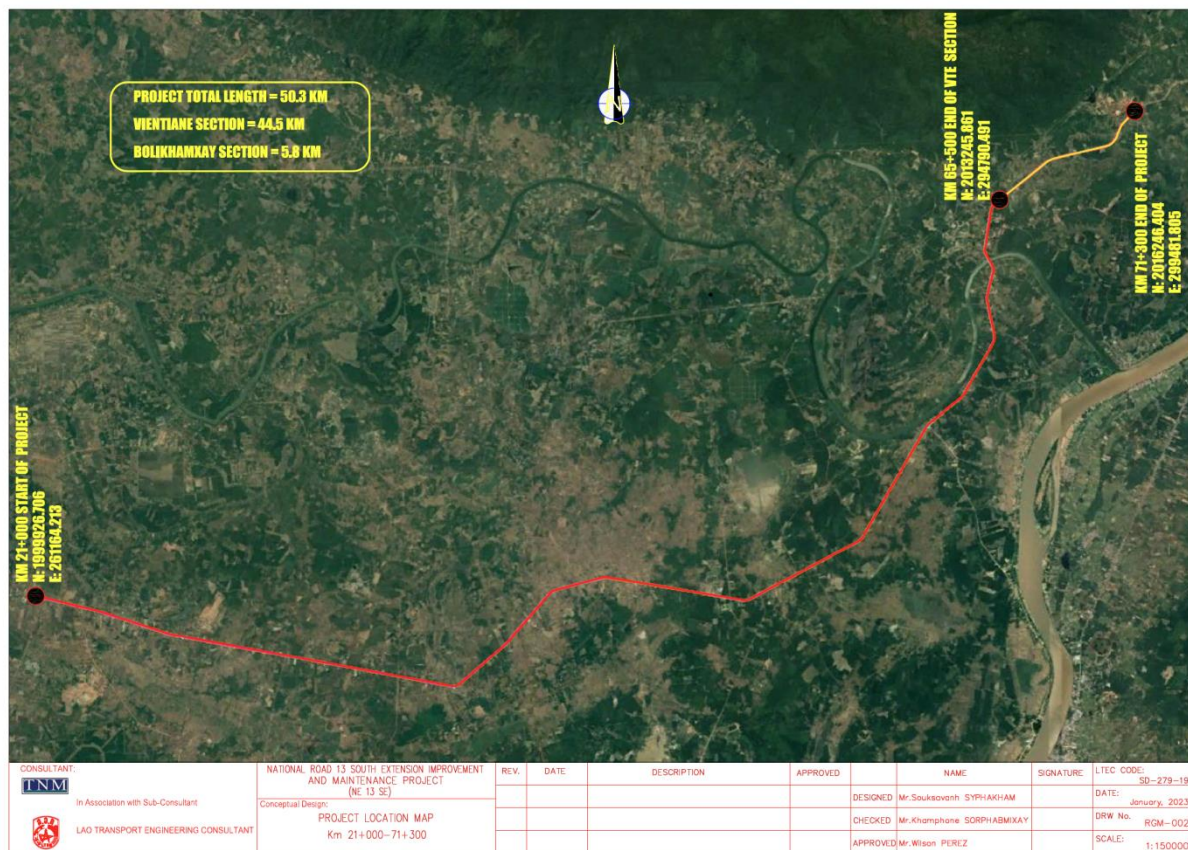 PROJECT TOTAL LENGTH = 50.3 KM
VIENTIANE SECTION = 44.5 KM
BOLIKHAMXAY SECTION = 5.8 KM
N
KM 65+500 END OF VTE SECTION
N: 2013245.861
E: 294790.491
KM 71+300 END OF PROJECT
N: 2016246.404
E: 299481.805
KM 21+000 START OF PROJECT
N: 1999926.706
E: 261164.213
CONSULTANT:
TNM
In Association with Sub-Consultant
LAO TRANSPORT ENGINEERING CONSULTANT
NATIONAL ROAD 13 SOUTH EXTENSION IMPROVEMENT
AND MAINTENANCE PROJECT
(NE 13 SE)
Conceptual Design:
PROJECT LOCATION MAP
Km 21+000-71+300
REV. DATE DESCRIPTION APPROVED NAME SIGNATURE
DESIGNED Mr.Souksavanh SYPHAKHAM
CHECKED Mr.Khamphone SORPHABMIXAY
APPROVED Mr.Wilson PEREZ
LTEC CODE:
SD-279-19
DATE:
January, 2023
DRW No.
RGM-002
SCALE:
1:150000